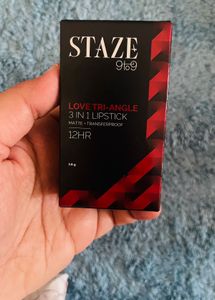 STAZE
9to9
LOVE TRI-ANGLE
3 IN 1 LIPSTICK
MATTE + TRANSFERPROOF
12HR